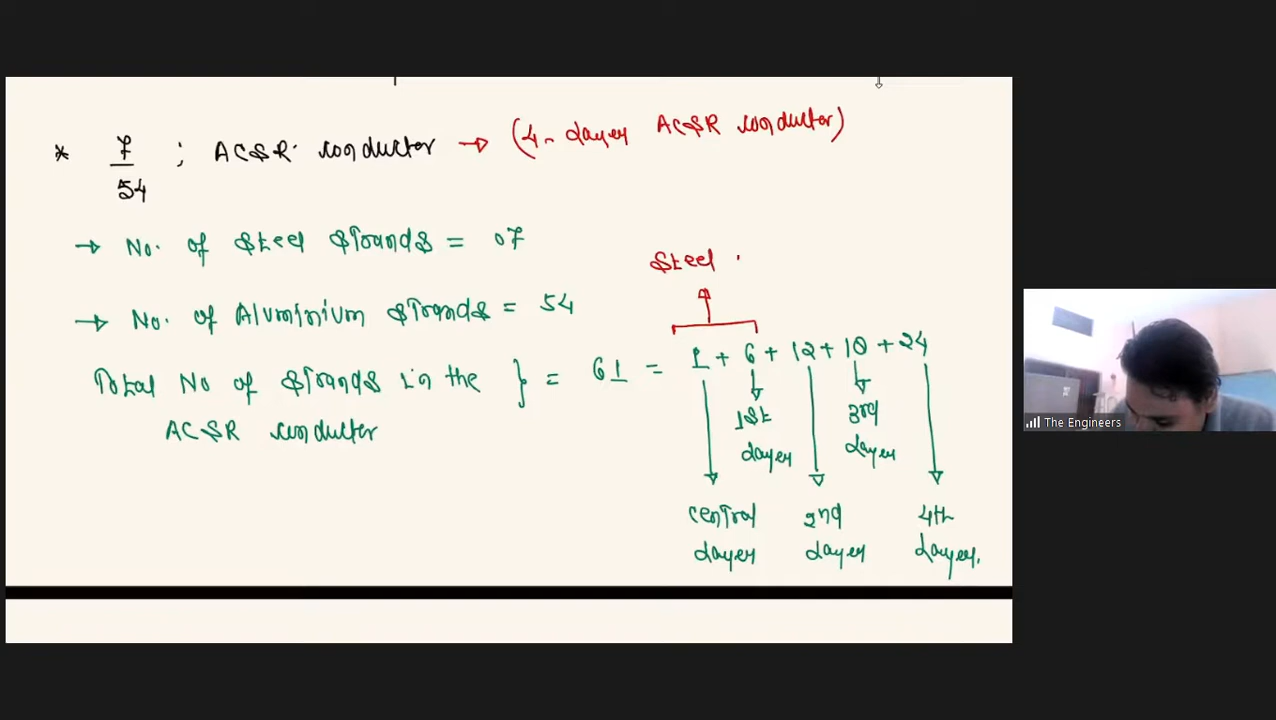 * 7/54 ; ACSR conductor → (4-layer ACSR conductor)
→ No. of Steel Strands = 07
Steel
→ No. of Aluminium Strands = 54
Total No of Strands in the } = 61 = 1 + 6 + 12 + 18 + 24
ACSR conductor
1st layer
3rd layer
central layer
2nd layer
4th layer.
The Engineers